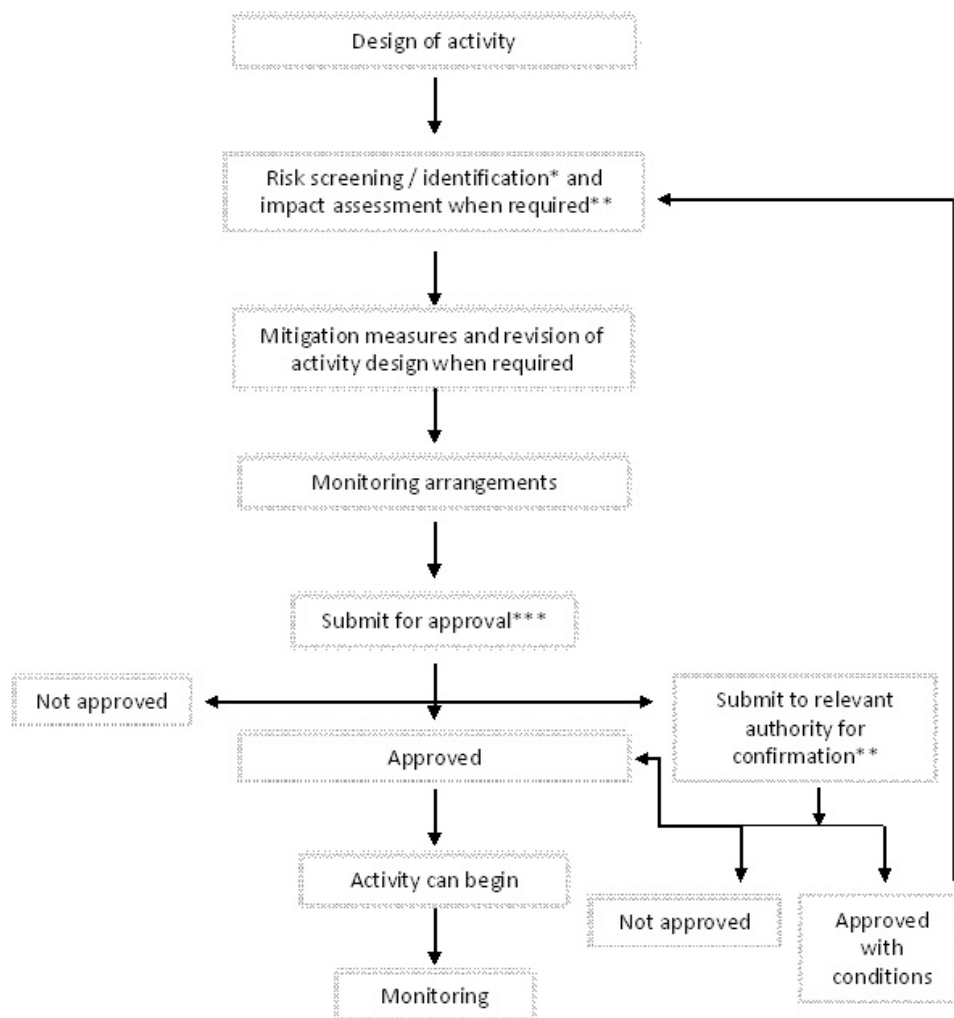 Design of activity
Risk screening / identification* and
impact assessment when required**
Mitigation measures and revision of
activity design when required
Monitoring arrangements
Submit for approval***
Not approved
Submit to relevant
authority for
confirmation**
Approved
Activity can begin
Not approved
Approved
with
conditions
Monitoring